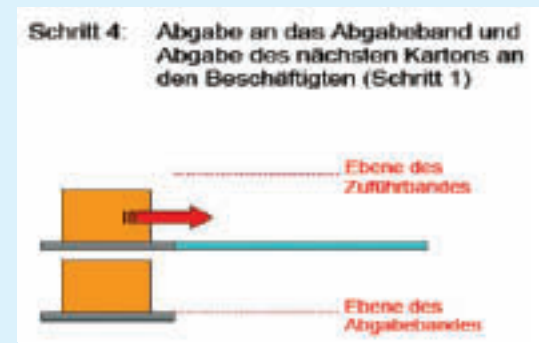 Schritt 4: Abgabe an das Abgabeband und
Abgabe des nächsten Kartons an
den Beschäftigten (Schritt 1)
Ebene des
Zuführbandes
Ebene des
Abgabebandes